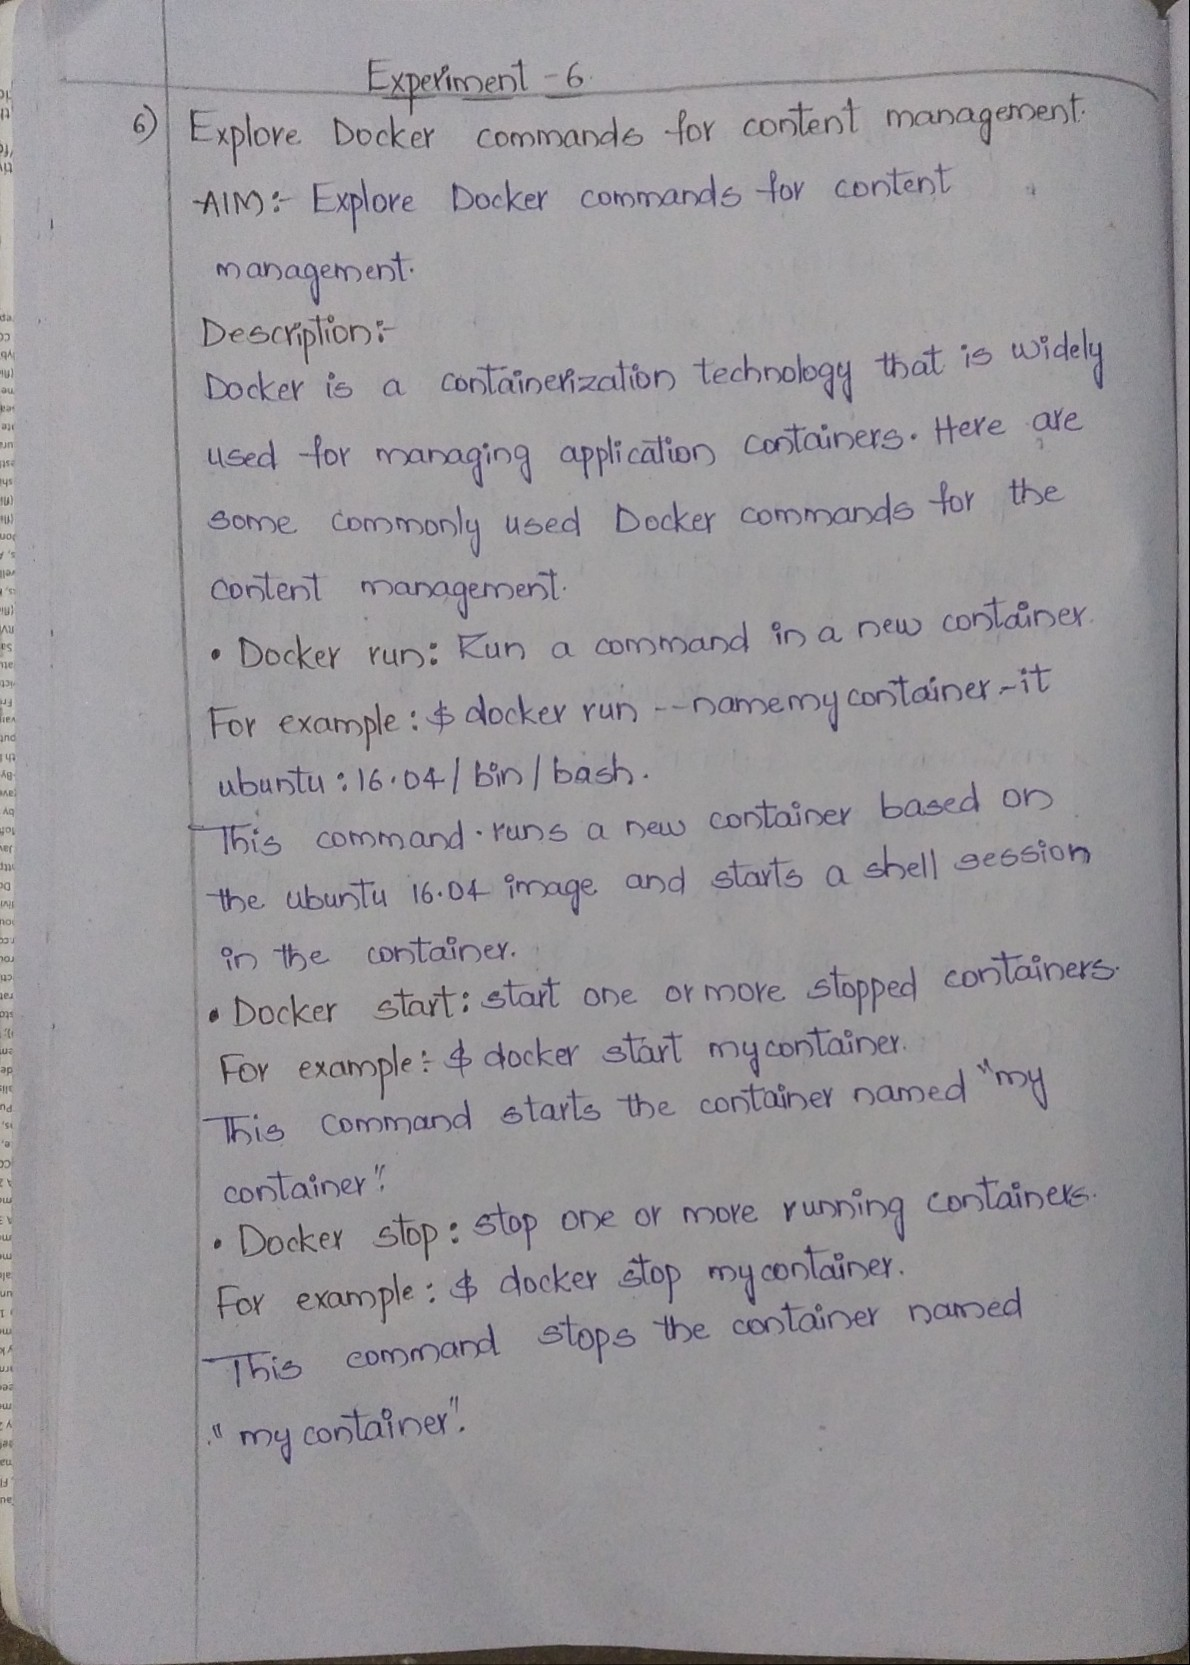 Experiment - 6
6) Explore Docker commands for content management.
AIM:- Explore Docker commands for content
management.
Description:-
Docker is a containerization technology that is widely
used for managing application containers. Here are
some commonly used Docker commands for the
content management.
• Docker run: Run a command in a new container.
For example: $ docker run --namemycontainer-it
ubuntu:16.04/bin/bash.
This command runs a new container based on
the ubuntu 16.04 image and starts a shell session
in the container.
• Docker start: start one or more stopped containers.
For example:- $ docker start mycontainer.
This command starts the container named "my
container".
• Docker stop: stop one or more running containers.
For example: $ docker stop mycontainer.
This command stops the container named
"my container".